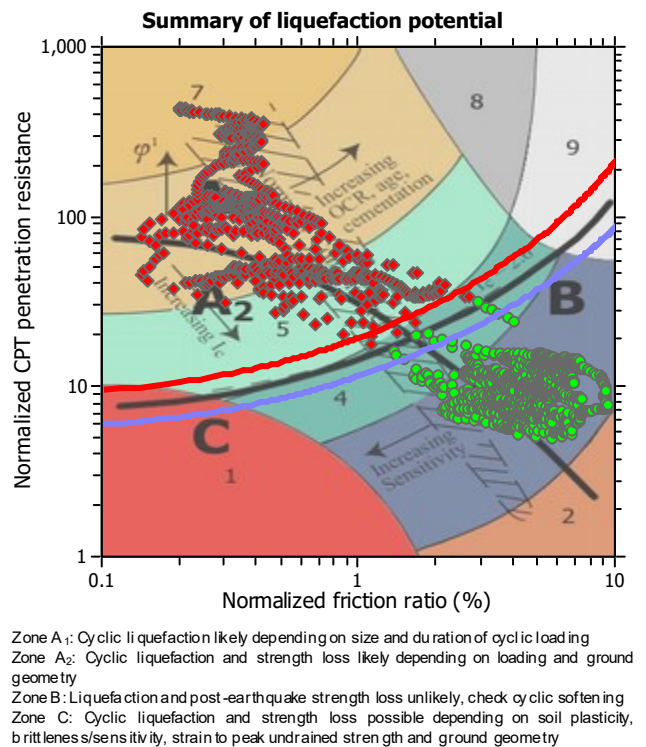 Summary of liquefaction potential
1,000
100
10
1
Normalized CPT penetration resistance
7
8
9
φ'
Increasing
OCR, age,
cementation
A2
Increasing Ic
5
Ic
B
4
C
1
Increasing
Sensitivity
2
0.1
1
10
Normalized friction ratio (%)
Zone A1: Cyclic liquefaction likely depending on size and duration of cyclic loading
Zone A2: Cyclic liquefaction and strength loss likely depending on loading and ground
geometry
Zone B: Liquefaction and post-earthquake strength loss unlikely, check cyclic softening
Zone C: Cyclic liquefaction and strength loss possible depending on soil plasticity,
brittleness/sensitivity, strain to peak undrained strength and ground geometry